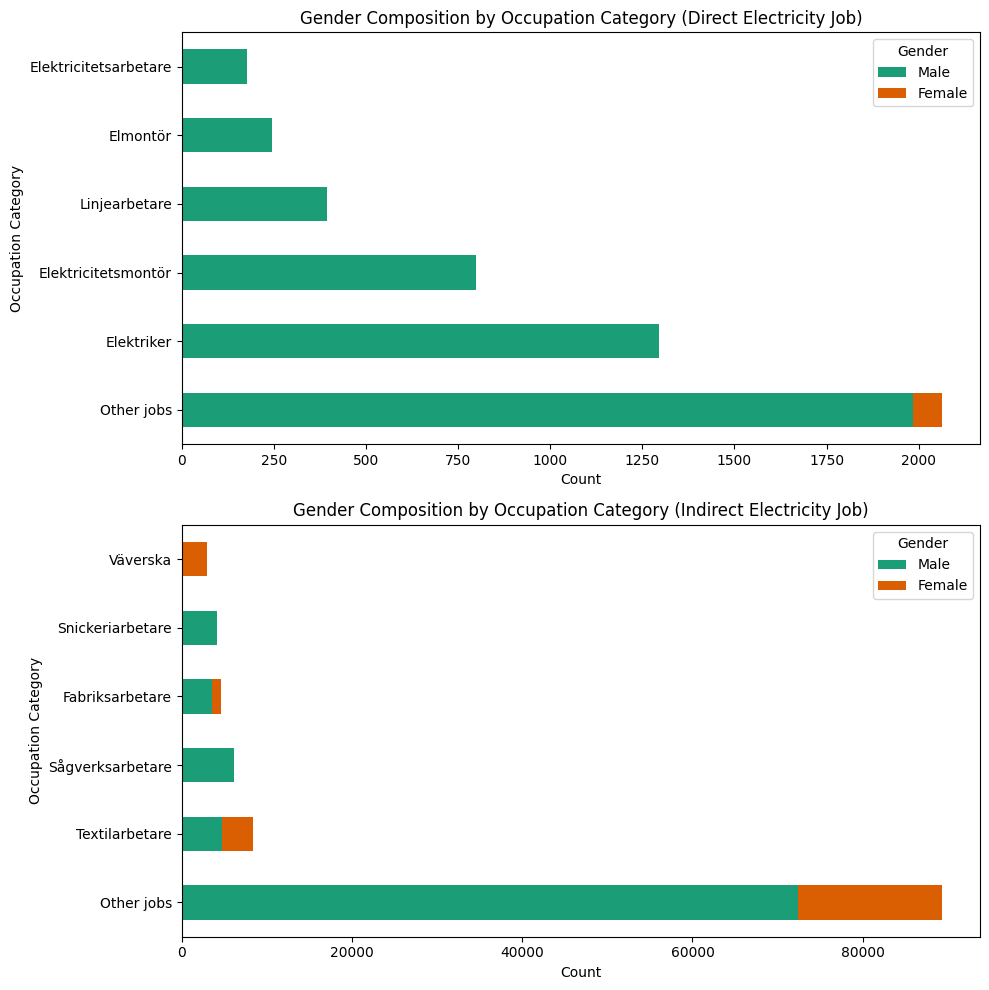 Gender Composition by Occupation Category (Direct Electricity Job)
Occupation Category
Elektricitetsarbetare
Elmontör
Linjearbetare
Elektricitetsmontör
Elektriker
Other jobs
Gender
Male
Female
0 250 500 750 1000 1250 1500 1750 2000
Count
Gender Composition by Occupation Category (Indirect Electricity Job)
Occupation Category
Väverska
Snickeriarbetare
Fabriksarbetare
Sågverksarbetare
Textilarbetare
Other jobs
Gender
Male
Female
0 20000 40000 60000 80000
Count